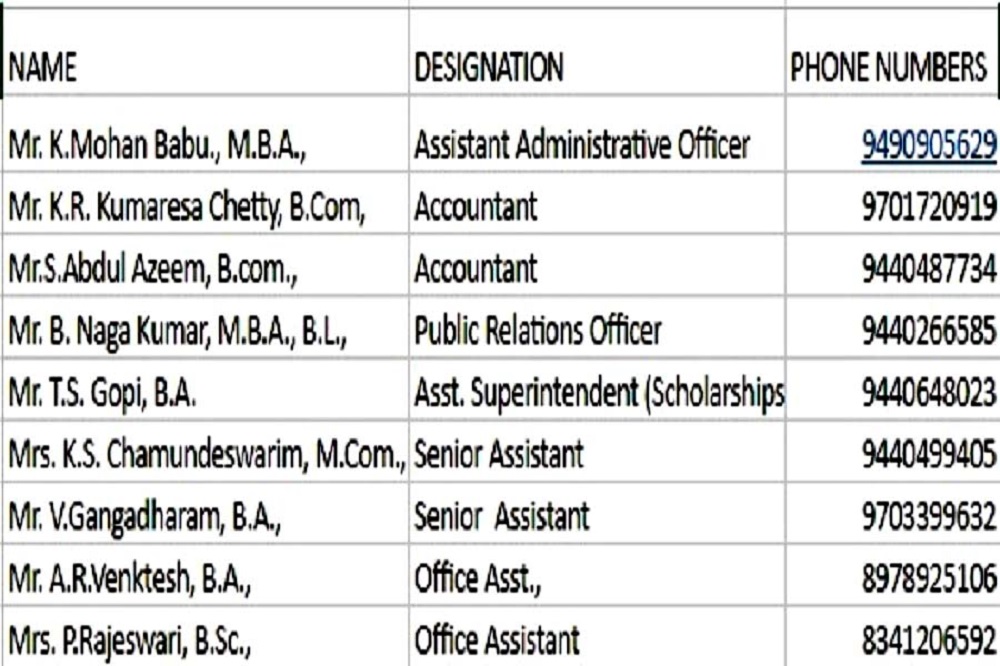 NAME DESIGNATION PHONE NUMBERS
Mr. K.Mohan Babu., M.B.A., Assistant Administrative Officer 9490905629
Mr. K.R. Kumaresa Chetty, B.Com, Accountant 9701720919
Mr.S.Abdul Azeem, B.com., Accountant 9440487734
Mr. B. Naga Kumar, M.B.A., B.L., Public Relations Officer 9440266585
Mr. T.S. Gopi, B.A. Asst. Superintendent (Scholarships 9440648023
Mrs. K.S. Chamundeswarim, M.Com., Senior Assistant 9440499405
Mr. V.Gangadharam, B.A., Senior Assistant 9703399632
Mr. A.R.Venktesh, B.A., Office Asst., 8978925106
Mrs. P.Rajeswari, B.Sc., Office Assistant 8341206592